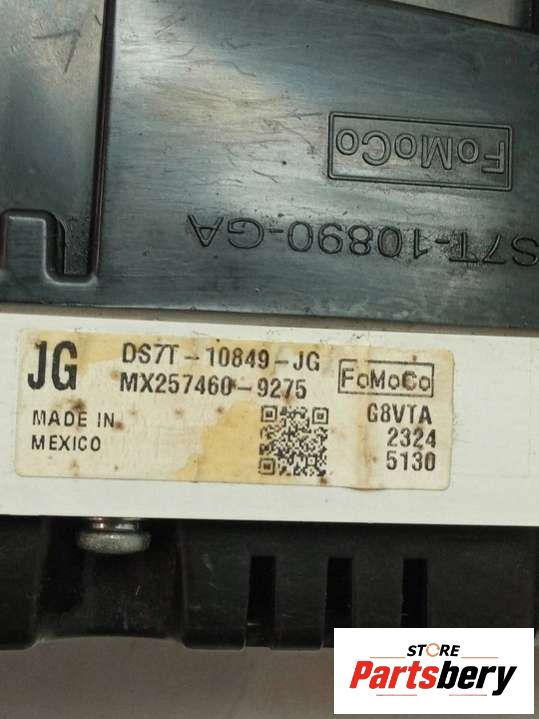 FoMoCo
S7T-10890-GA
JG
DS7T-10849-JG
MX257460-9275
FoMoCo
MADE IN
MEXICO
G8VTA
2324
5130
STORE
Partsbery